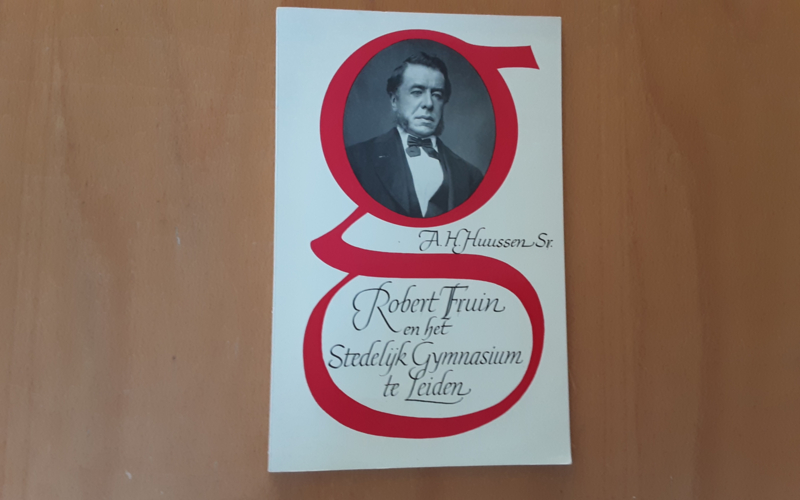 g
A.H. Huussen Sr.
Robert Fruin
en het
Stedelijk Gymnasium
te Leiden